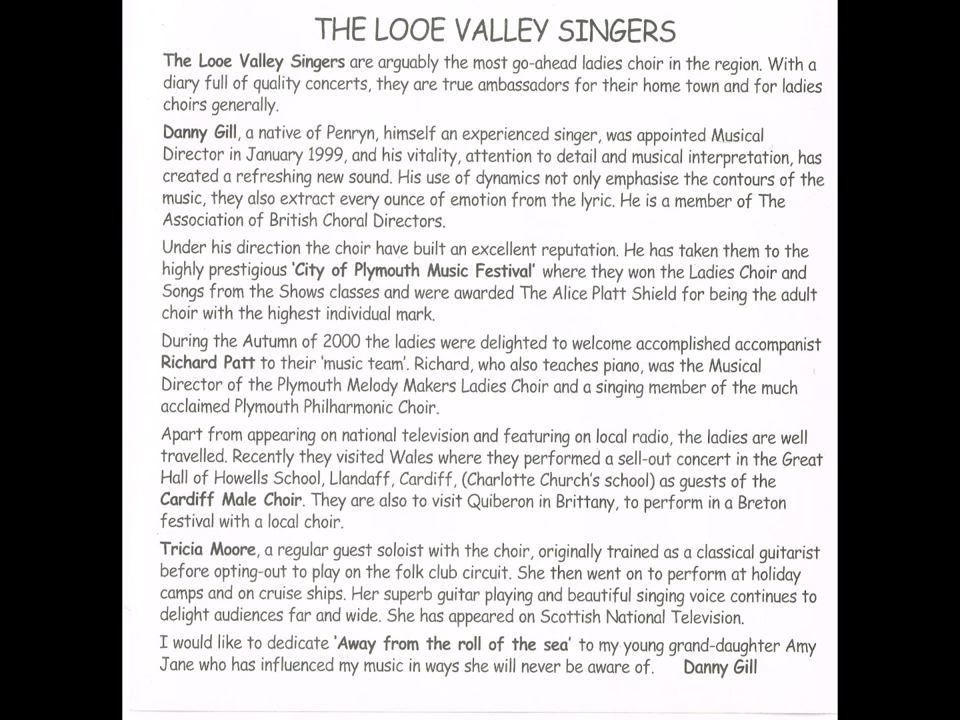 THE LOOE VALLEY SINGERS
The Looe Valley Singers are arguably the most go-ahead ladies choir in the region. With a
diary full of quality concerts, they are true ambassadors for their home town and for ladies
choirs generally.
Danny Gill, a native of Penryn, himself an experienced singer, was appointed Musical
Director in January 1999, and his vitality, attention to detail and musical interpretation, has
created a refreshing new sound. His use of dynamics not only emphasise the contours of the
music, they also extract every ounce of emotion from the lyric. He is a member of The
Association of British Choral Directors.
Under his direction the choir have built an excellent reputation. He has taken them to the
highly prestigious 'City of Plymouth Music Festival' where they won the Ladies Choir and
Songs from the Shows classes and were awarded The Alice Platt Shield for being the adult
choir with the highest individual mark.
During the Autumn of 2000 the ladies were delighted to welcome accomplished accompanist
Richard Patt to their 'music team'. Richard, who also teaches piano, was the Musical
Director of the Plymouth Melody Makers Ladies Choir and a singing member of the much
acclaimed Plymouth Philharmonic Choir.
Apart from appearing on national television and featuring on local radio, the ladies are well
travelled. Recently they visited Wales where they performed a sell-out concert in the Great
Hall of Howells School, Llandaff, Cardiff, (Charlotte Church's school) as guests of the
Cardiff Male Choir. They are also to visit Quiberon in Brittany, to perform in a Breton
festival with a local choir.
Tricia Moore, a regular guest soloist with the choir, originally trained as a classical guitarist
before opting-out to play on the folk club circuit. She then went on to perform at holiday
camps and on cruise ships. Her superb guitar playing and beautiful singing voice continues to
delight audiences far and wide. She has appeared on Scottish National Television.
I would like to dedicate 'Away from the roll of the sea' to my young grand-daughter Amy
Jane who has influenced my music in ways she will never be aware of. Danny Gill